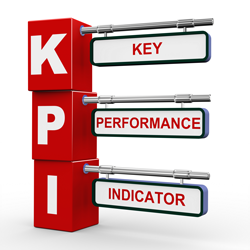 K KEY
P PERFORMANCE
I INDICATOR